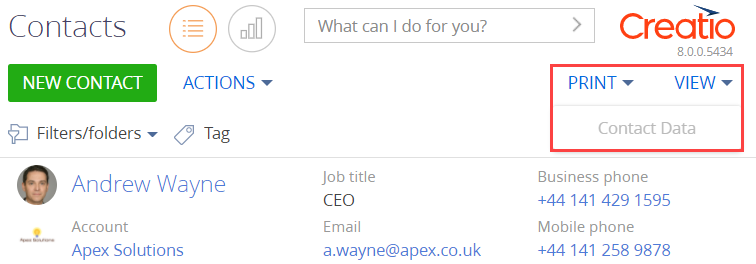 Contacts
What can I do for you?
Creatio
8.0.0.5434
NEW CONTACT
ACTIONS
PRINT
VIEW
Contact Data
Filters/folders
Tag
Andrew Wayne
Job title
CEO
Business phone
+44 141 429 1595
Account
Apex Solutions
Apex Solutions
Email
a.wayne@apex.co.uk
Mobile phone
+44 141 258 9878